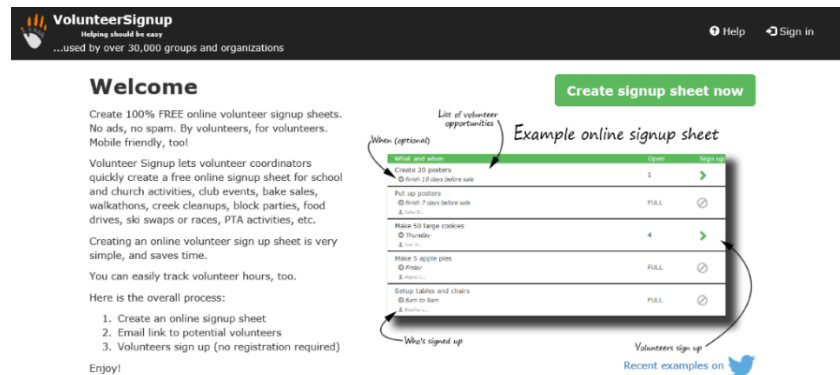 VolunteerSignup
Helping should be easy
...used by over 30,000 groups and organizations
Help
Sign in
Welcome
Create 100% FREE online volunteer signup sheets.
No ads, no spam. By volunteers, for volunteers.
Mobile friendly, too!
Volunteer Signup lets volunteer coordinators
quickly create a free online signup sheet for school
and church activities, club events, bake sales,
walkathons, creek cleanups, block parties, food
drives, ski swaps or races, PTA activities, etc.
Creating an online volunteer sign up sheet is very
simple, and saves time.
You can easily track volunteer hours, too.
Here is the overall process:
1. Create an online signup sheet
2. Email link to potential volunteers
3. Volunteers sign up (no registration required)
Enjoy!
Create signup sheet now
List of volunteer
opportunities
When (optional)
Example online signup sheet
What and when Open Sign up
Create 20 posters 1
finish 19 days before sale
Put up posters FULL
finish 7 days before sale
Make 50 large cookies 4
Thursday
Make 5 apple pies FULL
Friday
Setup tables and chairs FULL
8am to 9am
Who's signed up
Volunteers sign up
Recent examples on